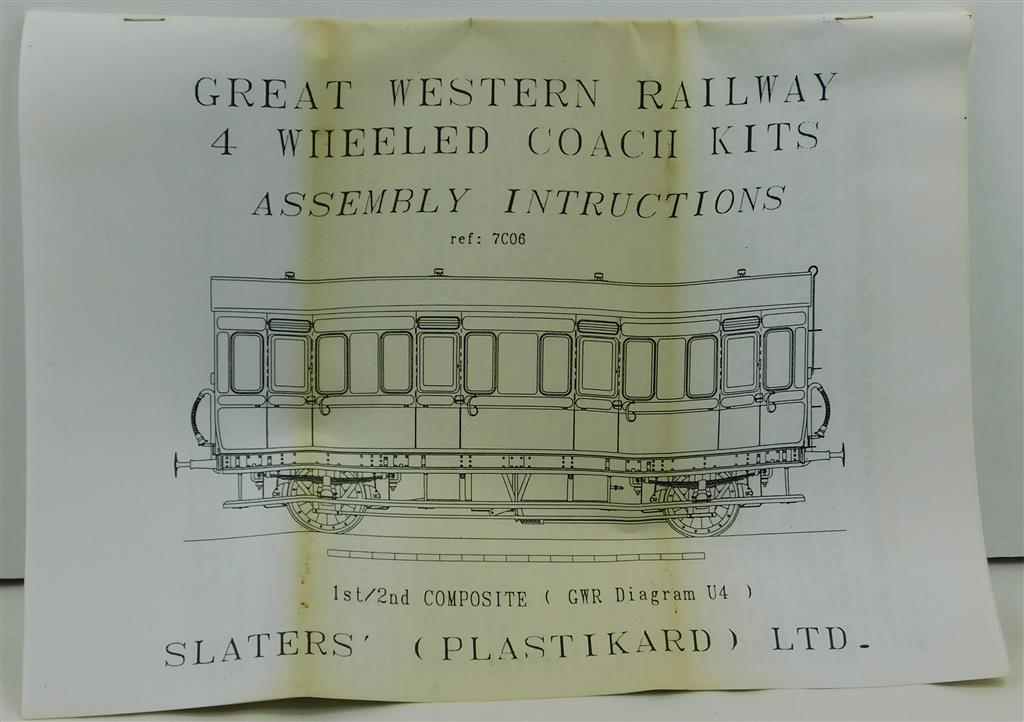 GREAT WESTERN RAILWAY
4 WHEELED COACH KITS
ASSEMBLY INTRUCTIONS
ref: 7C06
1st/2nd COMPOSITE ( GWR Diagram U4 )
SLATERS' (PLASTIKARD) LTD.